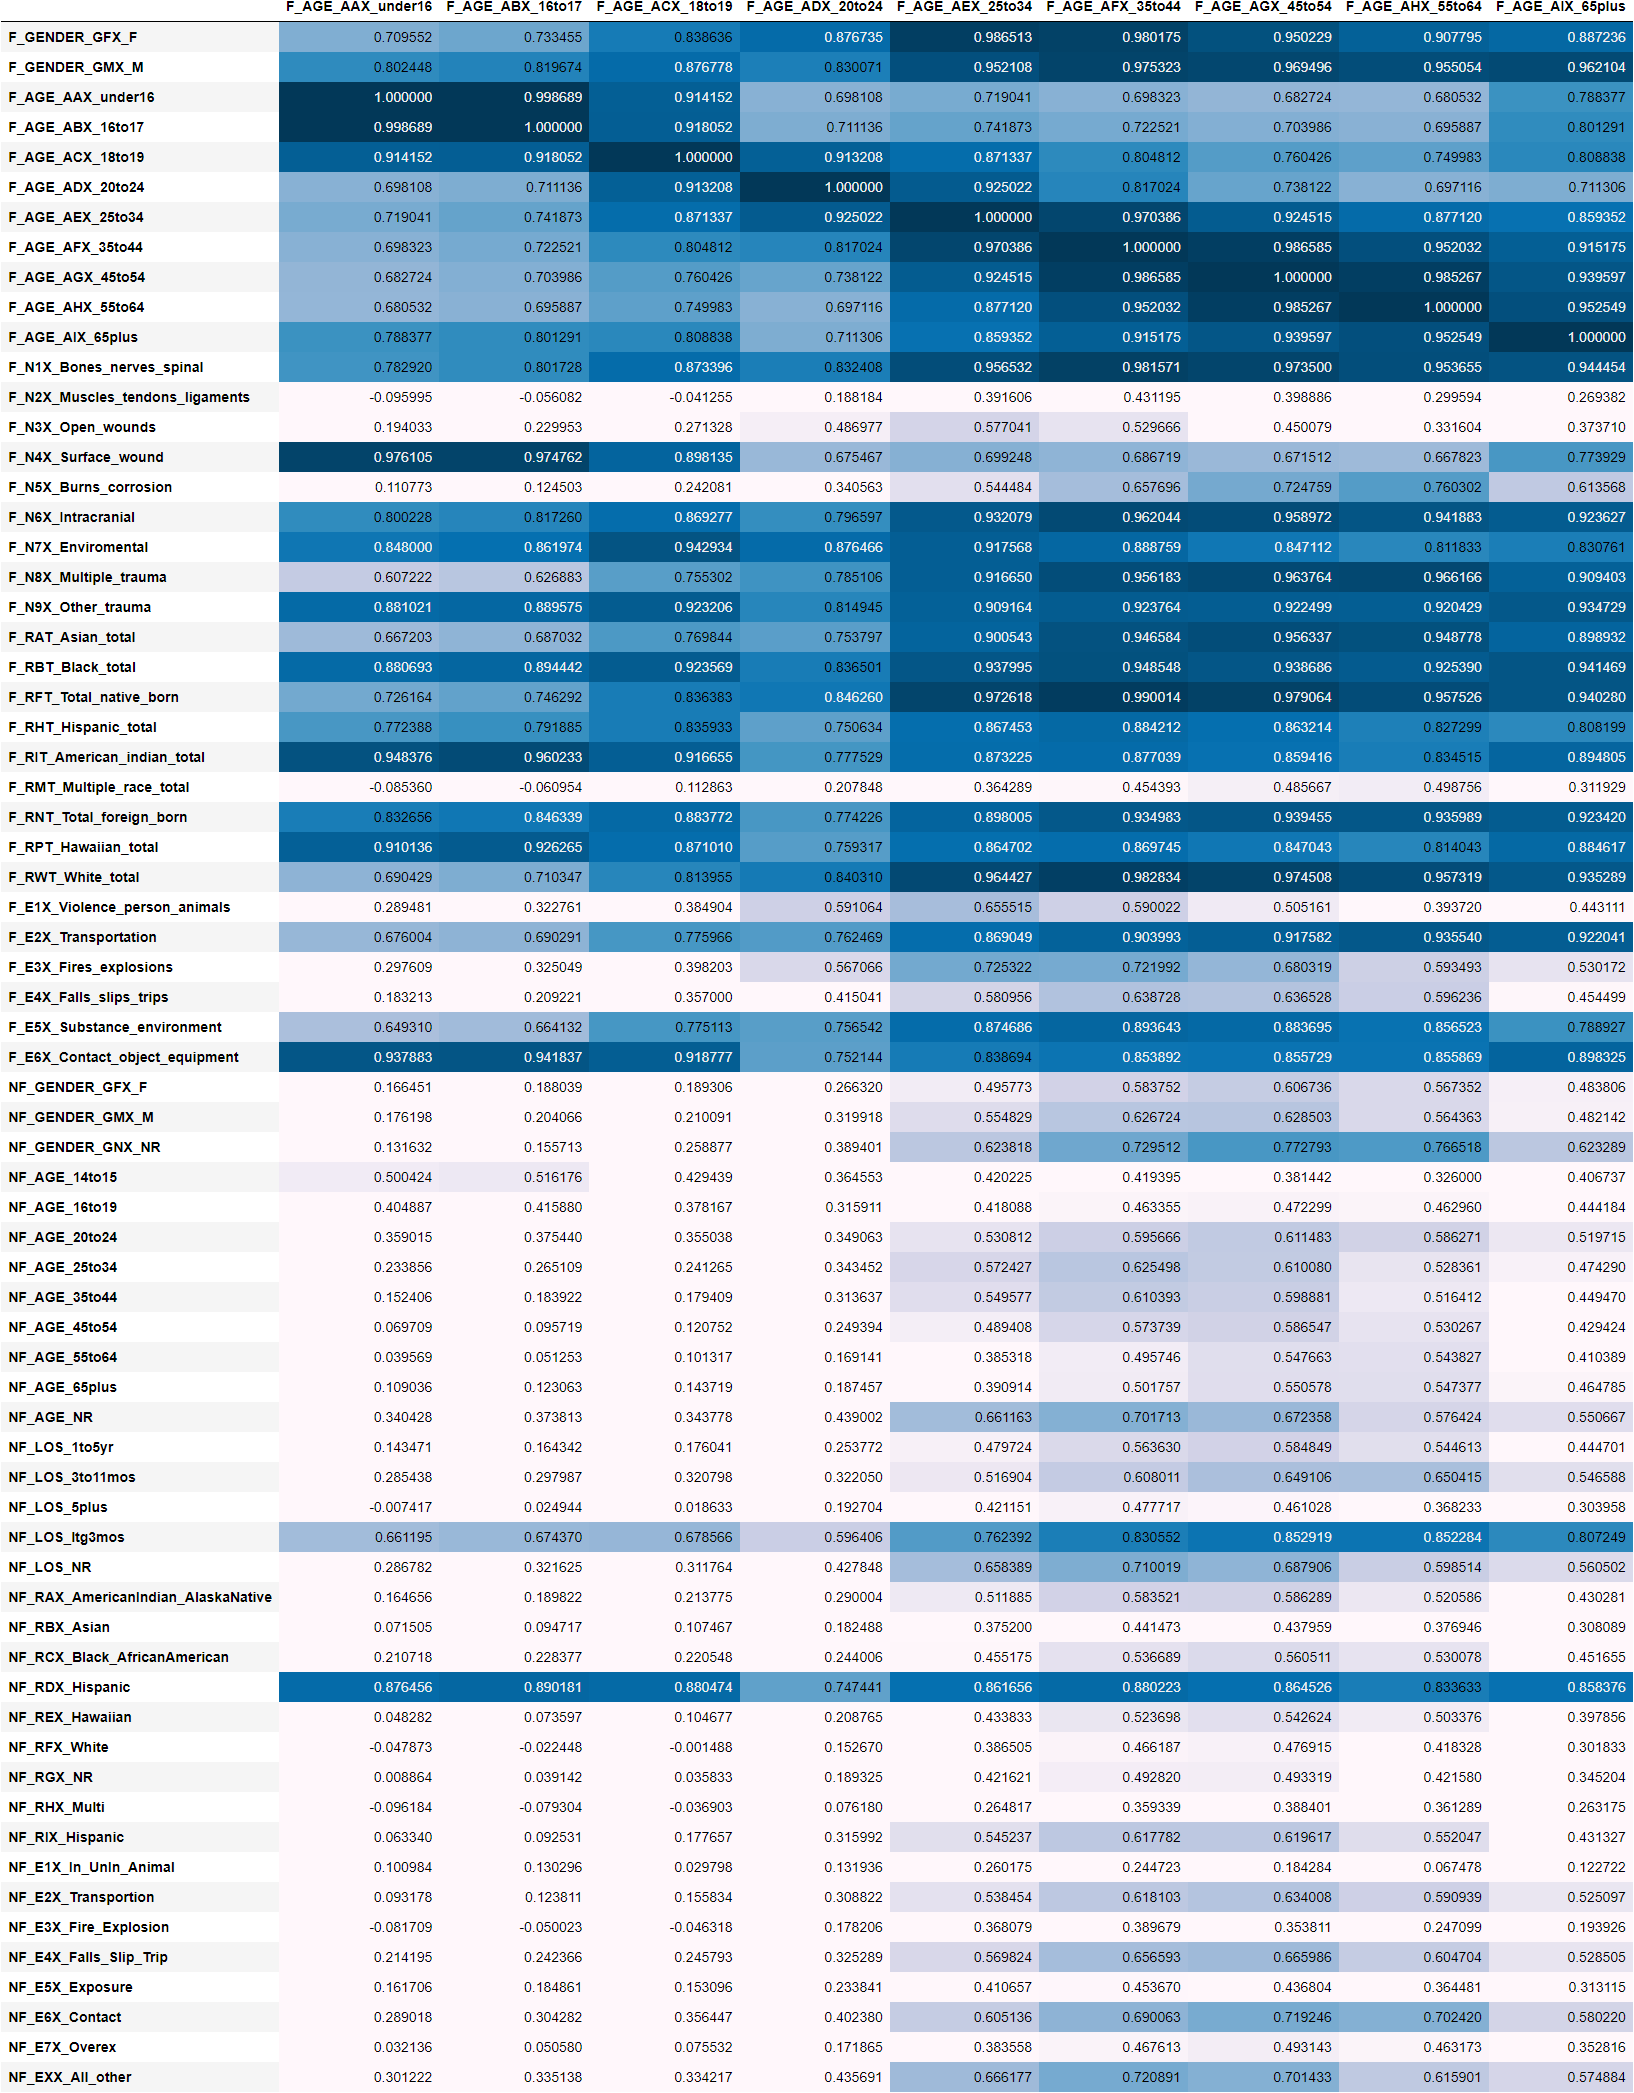 F_AGE_AAX_under16 F_AGE_ABX_16to17 F_AGE_ACX_18to19 F_AGE_ADX_20to24 F_AGE_AEX_25to34 F_AGE_AFX_35to44 F_AGE_AGX_45to54 F_AGE_AHX_55to64 F_AGE_AIX_65plus
F_GENDER_GFX_F 0.709552 0.733455 0.838636 0.876735 0.986513 0.980175 0.950229 0.907795 0.887236
F_GENDER_GMX_M 0.802448 0.819674 0.876778 0.830071 0.952108 0.975323 0.969496 0.955054 0.962104
F_AGE_AAX_under16 1.000000 0.998689 0.914152 0.698108 0.719041 0.698323 0.682724 0.680532 0.788377
F_AGE_ABX_16to17 0.998689 1.000000 0.918052 0.711136 0.741873 0.722521 0.703986 0.695887 0.801291
F_AGE_ACX_18to19 0.914152 0.918052 1.000000 0.913208 0.871337 0.804812 0.760426 0.749983 0.808838
F_AGE_ADX_20to24 0.698108 0.711136 0.913208 1.000000 0.925022 0.817024 0.738122 0.697116 0.711306
F_AGE_AEX_25to34 0.719041 0.741873 0.871337 0.925022 1.000000 0.970386 0.924515 0.877120 0.859352
F_AGE_AFX_35to44 0.698323 0.722521 0.804812 0.817024 0.970386 1.000000 0.986585 0.952032 0.915175
F_AGE_AGX_45to54 0.682724 0.703986 0.760426 0.738122 0.924515 0.986585 1.000000 0.985267 0.939597
F_AGE_AHX_55to64 0.680532 0.695887 0.749983 0.697116 0.877120 0.952032 0.985267 1.000000 0.952549
F_AGE_AIX_65plus 0.788377 0.801291 0.808838 0.711306 0.859352 0.915175 0.939597 0.952549 1.000000
F_N1X_Bones_nerves_spinal 0.782920 0.801728 0.873396 0.832408 0.956532 0.981571 0.973500 0.953655 0.944454
F_N2X_Muscles_tendons_ligaments -0.095995 -0.056082 -0.041255 0.188184 0.391606 0.431195 0.398886 0.299594 0.269382
F_N3X_Open_wounds 0.194033 0.229953 0.271328 0.486977 0.577041 0.529666 0.450079 0.331604 0.373710
F_N4X_Surface_wound 0.976105 0.974762 0.898135 0.675467 0.699248 0.686719 0.671512 0.667823 0.773929
F_N5X_Burns_corrosion 0.110773 0.124503 0.242081 0.340563 0.544484 0.657696 0.724759 0.760302 0.613568
F_N6X_Intracranial 0.800228 0.817260 0.869277 0.796597 0.932079 0.962044 0.958972 0.941883 0.923627
F_N7X_Enviromental 0.848000 0.861974 0.942934 0.876466 0.917568 0.888759 0.847112 0.811833 0.830761
F_N8X_Multiple_trauma 0.607222 0.626883 0.755302 0.785106 0.916650 0.956183 0.963764 0.966166 0.909403
F_N9X_Other_trauma 0.881021 0.889575 0.923206 0.814945 0.909164 0.923764 0.922499 0.920429 0.934729
F_RAT_Asian_total 0.667203 0.687032 0.769844 0.753797 0.900543 0.946584 0.956337 0.948778 0.898932
F_RBT_Black_total 0.880693 0.894442 0.923569 0.836501 0.937995 0.948548 0.938686 0.925390 0.941469
F_RFT_Total_native_born 0.726164 0.746292 0.836383 0.846260 0.972618 0.990014 0.979064 0.957526 0.940280
F_RHT_Hispanic_total 0.772388 0.791885 0.835933 0.750634 0.867453 0.884212 0.863214 0.827299 0.808199
F_RIT_American_indian_total 0.948376 0.960233 0.916655 0.777529 0.873225 0.877039 0.859416 0.834515 0.894805
F_RMT_Multiple_race_total -0.085360 -0.060954 0.112863 0.207848 0.364289 0.454393 0.485667 0.498756 0.311929
F_RNT_Total_foreign_born 0.832656 0.846339 0.883772 0.774226 0.898005 0.934983 0.939455 0.935989 0.923420
F_RPT_Hawaiian_total 0.910136 0.926265 0.871010 0.759317 0.864702 0.869745 0.847043 0.814043 0.884617
F_RWT_White_total 0.690429 0.710347 0.813955 0.840310 0.964427 0.982834 0.974508 0.957319 0.935289
F_E1X_Violence_person_animals 0.289481 0.322761 0.384904 0.591064 0.655515 0.590022 0.505161 0.393720 0.443111
F_E2X_Transportation 0.676004 0.690291 0.775966 0.762469 0.869049 0.903993 0.917582 0.935540 0.922041
F_E3X_Fires_explosions 0.297609 0.325049 0.398203 0.567066 0.725322 0.721992 0.680319 0.593493 0.530172
F_E4X_Falls_slips_trips 0.183213 0.209221 0.357000 0.415041 0.580956 0.638728 0.636528 0.596236 0.454499
F_E5X_Substance_environment 0.649310 0.664132 0.775113 0.756542 0.874686 0.893643 0.883695 0.856523 0.788927
F_E6X_Contact_object_equipment 0.937883 0.941837 0.918777 0.752144 0.838694 0.853892 0.855729 0.855869 0.898325
NF_GENDER_GFX_F 0.166451 0.188039 0.189306 0.266320 0.495773 0.583752 0.606736 0.567352 0.483806
NF_GENDER_GMX_M 0.176198 0.204066 0.210091 0.319918 0.554829 0.626724 0.628503 0.564363 0.482142
NF_GENDER_GNX_NR 0.131632 0.155713 0.258877 0.389401 0.623818 0.729512 0.772793 0.766518 0.623289
NF_AGE_14to15 0.500424 0.516176 0.429439 0.364553 0.420225 0.419395 0.381442 0.326000 0.406737
NF_AGE_16to19 0.404887 0.415880 0.378167 0.315911 0.418088 0.463355 0.472299 0.462960 0.444184
NF_AGE_20to24 0.359015 0.375440 0.355038 0.349063 0.530812 0.595666 0.611483 0.586271 0.519715
NF_AGE_25to34 0.233856 0.265109 0.241265 0.343452 0.572427 0.625498 0.610080 0.528361 0.474290
NF_AGE_35to44 0.152406 0.183922 0.179409 0.313637 0.549577 0.610393 0.598881 0.516412 0.449470
NF_AGE_45to54 0.069709 0.095719 0.120752 0.249394 0.489408 0.573739 0.586547 0.530267 0.429424
NF_AGE_55to64 0.039569 0.051253 0.101317 0.169141 0.385318 0.495746 0.547663 0.543827 0.410389
NF_AGE_65plus 0.109036 0.123063 0.143719 0.187457 0.390914 0.501757 0.550578 0.547377 0.464785
NF_AGE_NR 0.340428 0.373813 0.343778 0.439002 0.661163 0.701713 0.672358 0.576424 0.550667
NF_LOS_1to5yr 0.143471 0.164342 0.176041 0.253772 0.479724 0.563630 0.584849 0.544613 0.444701
NF_LOS_3to11mos 0.285438 0.297987 0.320798 0.322050 0.516904 0.608011 0.649106 0.650415 0.546588
NF_LOS_5plus -0.007417 0.024944 0.018633 0.192704 0.421151 0.477717 0.461028 0.368233 0.303958
NF_LOS_ltg3mos 0.661195 0.674370 0.678566 0.596406 0.762392 0.830552 0.852919 0.852284 0.807249
NF_LOS_NR 0.286782 0.321625 0.311764 0.427848 0.658389 0.710019 0.687906 0.598514 0.560502
NF_RAX_AmericanIndian_AlaskaNative 0.164656 0.189822 0.213775 0.290004 0.511885 0.583521 0.586289 0.520586 0.430281
NF_RBX_Asian 0.071505 0.094717 0.107467 0.182488 0.375200 0.441473 0.437959 0.376946 0.308089
NF_RCX_Black_AfricanAmerican 0.210718 0.228377 0.220548 0.244006 0.455175 0.536689 0.560511 0.530078 0.451655
NF_RDX_Hispanic 0.876456 0.890181 0.880474 0.747441 0.861656 0.880223 0.864526 0.833633 0.858376
NF_REX_Hawaiian 0.048282 0.073597 0.104677 0.208765 0.433833 0.523698 0.542624 0.503376 0.397856
NF_RFX_White -0.047873 -0.022448 -0.001488 0.152670 0.386505 0.466187 0.476915 0.418328 0.301833
NF_RGX_NR 0.008864 0.039142 0.035833 0.189325 0.421621 0.492820 0.493319 0.421580 0.345204
NF_RHX_Multi -0.096184 -0.079304 -0.036903 0.076180 0.264817 0.359339 0.388401 0.361289 0.263175
NF_RIX_Hispanic 0.063340 0.092531 0.177657 0.315992 0.545237 0.617782 0.619617 0.552047 0.431327
NF_E1X_In_UnIn_Animal 0.100984 0.130296 0.029798 0.131936 0.260175 0.244723 0.184284 0.067478 0.122722
NF_E2X_Transportion 0.093178 0.123811 0.155834 0.308822 0.538454 0.618103 0.634008 0.590939 0.525097
NF_E3X_Fire_Explosion -0.081709 -0.050023 -0.046318 0.178206 0.368079 0.389679 0.353811 0.247099 0.193926
NF_E4X_Falls_Slip_Trip 0.214195 0.242366 0.245793 0.325289 0.569824 0.656593 0.665986 0.604704 0.528505
NF_E5X_Exposure 0.161706 0.184861 0.153096 0.233841 0.410657 0.453670 0.436804 0.364481 0.313115
NF_E6X_Contact 0.289018 0.304282 0.356447 0.402380 0.605136 0.690063 0.719246 0.702420 0.580220
NF_E7X_Overex 0.032136 0.050580 0.075532 0.171865 0.383558 0.467613 0.493143 0.463173 0.352816
NF_EXX_All_other 0.301222 0.335138 0.334217 0.435691 0.666177 0.720891 0.701433 0.615901 0.574884